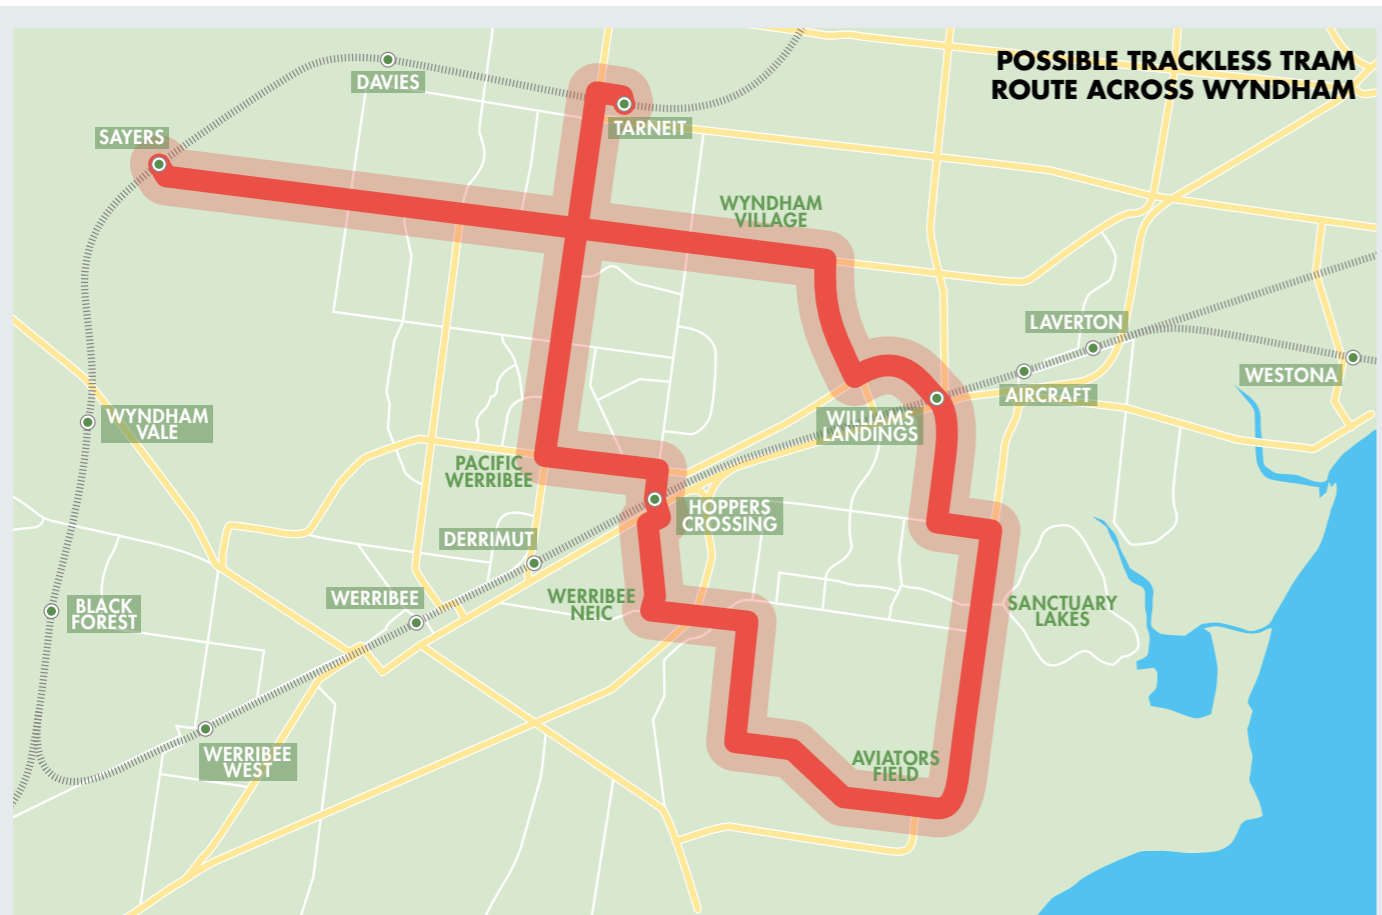 POSSIBLE TRACKLESS TRAM
ROUTE ACROSS WYNDHAM
DAVIES
SAYERS
TARNEIT
WYNDHAM
VILLAGE
LAVERTON
WESTONA
AIRCRAFT
WYNDHAM
VALE
WILLIAMS
LANDINGS
PACIFIC
WERRIBEE
HOPPERS
CROSSING
DERRIMUT
WERRIBEE
WERRIBEE
NEIC
BLACK
FOREST
SANCTUARY
LAKES
WERRIBEE
WEST
AVIATORS
FIELD